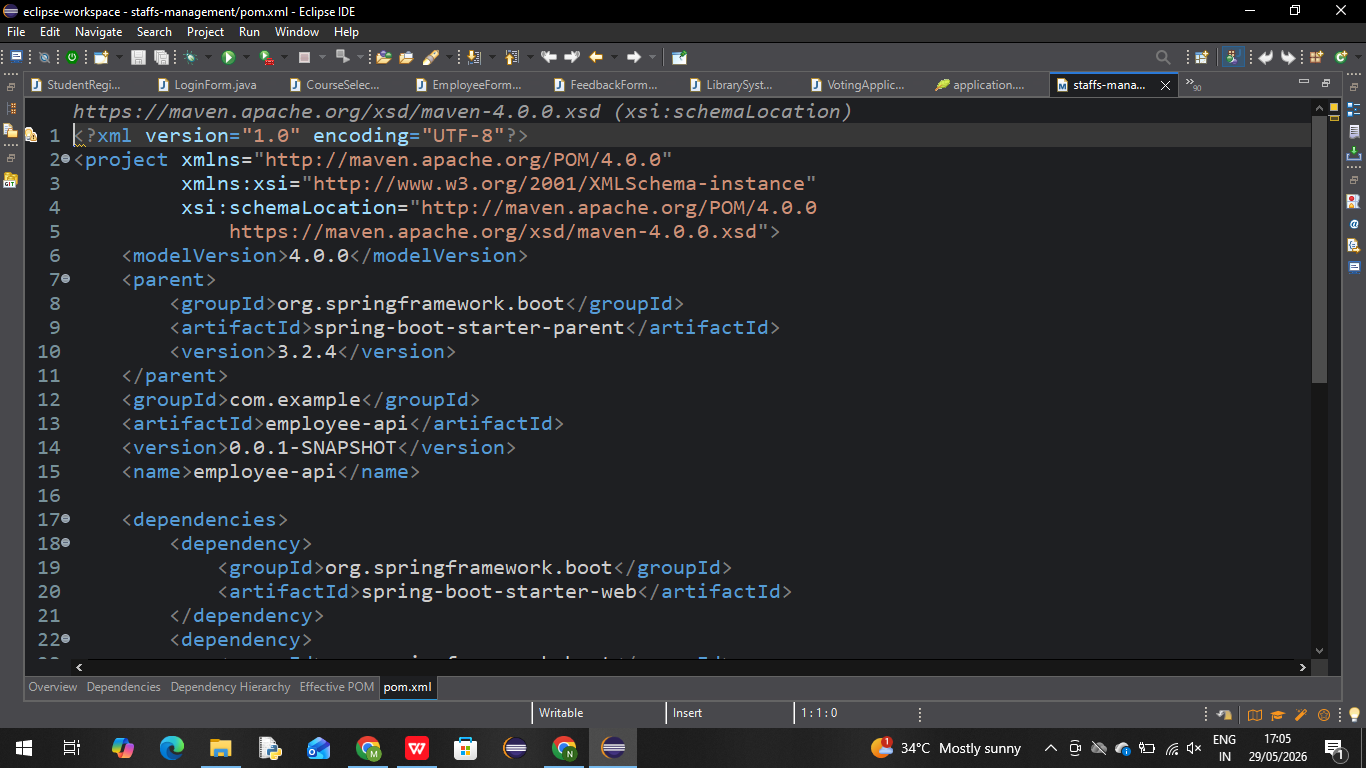 eclipse-workspace - staffs-management/pom.xml - Eclipse IDE
File Edit Navigate Search Project Run Window Help
StudentRegi... LoginForm.java CourseSelec... EmployeeForm... FeedbackForm... LibrarySyst... VotingApplic... application.... staffs-mana... 90
https://maven.apache.org/xsd/maven-4.0.0.xsd (xsi:schemaLocation)
1 <?xml version="1.0" encoding="UTF-8"?>
2 <project xmlns="http://maven.apache.org/POM/4.0.0"
3 xmlns:xsi="http://www.w3.org/2001/XMLSchema-instance"
4 xsi:schemaLocation="http://maven.apache.org/POM/4.0.0
5 https://maven.apache.org/xsd/maven-4.0.0.xsd">
6 <modelVersion>4.0.0</modelVersion>
7 <parent>
8 <groupId>org.springframework.boot</groupId>
9 <artifactId>spring-boot-starter-parent</artifactId>
10 <version>3.2.4</version>
11 </parent>
12 <groupId>com.example</groupId>
13 <artifactId>employee-api</artifactId>
14 <version>0.0.1-SNAPSHOT</version>
15 <name>employee-api</name>
16
17 <dependencies>
18 <dependency>
19 <groupId>org.springframework.boot</groupId>
20 <artifactId>spring-boot-starter-web</artifactId>
21 </dependency>
22 <dependency>
Overview Dependencies Dependency Hierarchy Effective POM pom.xml
Writable Insert 1 : 1 : 0
34°C Mostly sunny
ENG
IN
17:05
29/05/2026
1